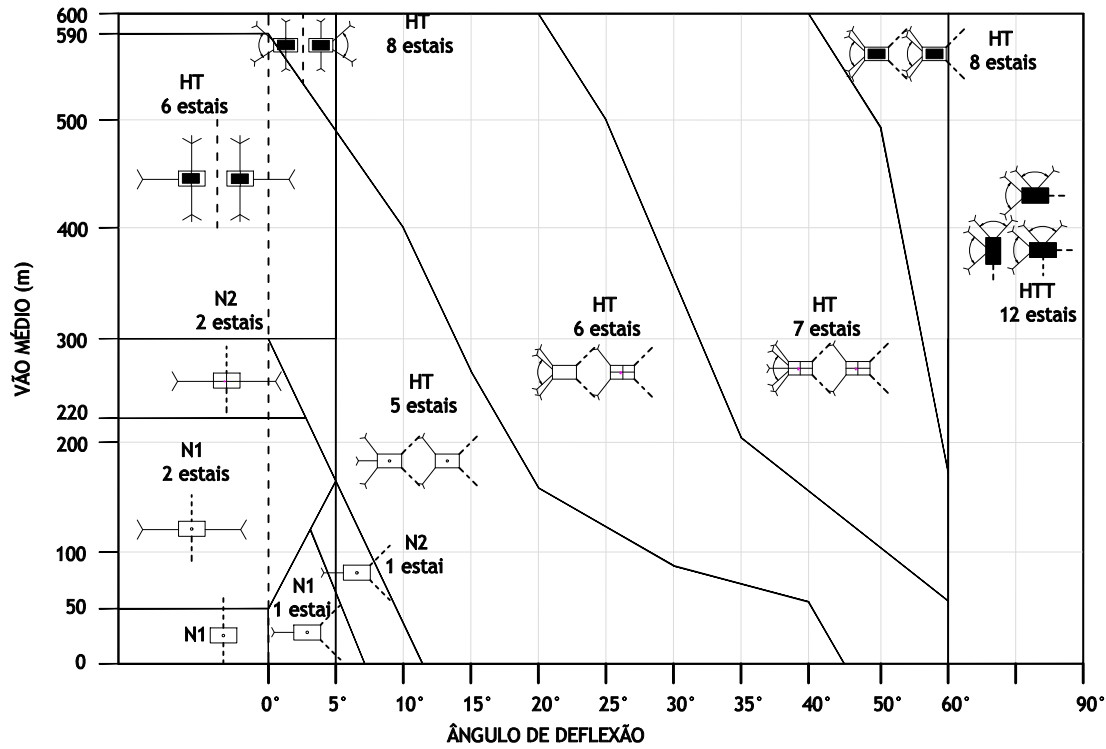 600
590
500
400
300
220
200
100
50
0
VÃO MÉDIO (m)
HT
8 estais
HT
8 estais
HT
6 estais
N2
2 estais
HT
6 estais
HT
7 estais
HTT
12 estais
HT
5 estais
N1
2 estais
N2
1 estai
N1
1 estai
N1
0°
5°
10°
15°
20°
25°
30°
35°
40°
50°
60°
90°
ÂNGULO DE DEFLEXÃO